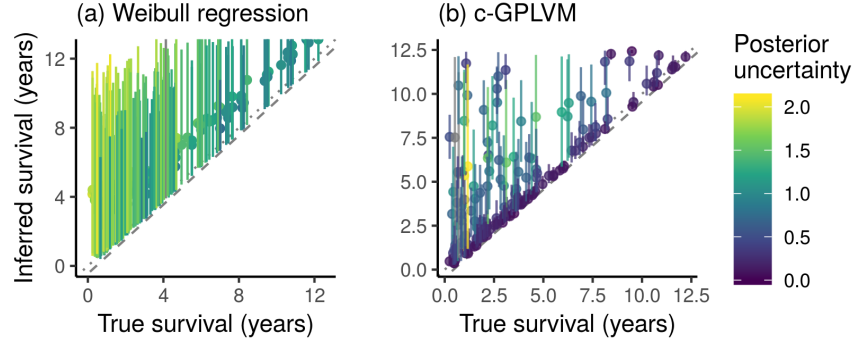 (a) Weibull regression
Inferred survival (years)
12
8
4
0
0 4 8 12
True survival (years)
(b) c-GPLVM
12.5
10.0
7.5
5.0
2.5
0.0
0.0 2.5 5.0 7.5 10.0 12.5
True survival (years)
Posterior
uncertainty
2.0
1.5
1.0
0.5
0.0